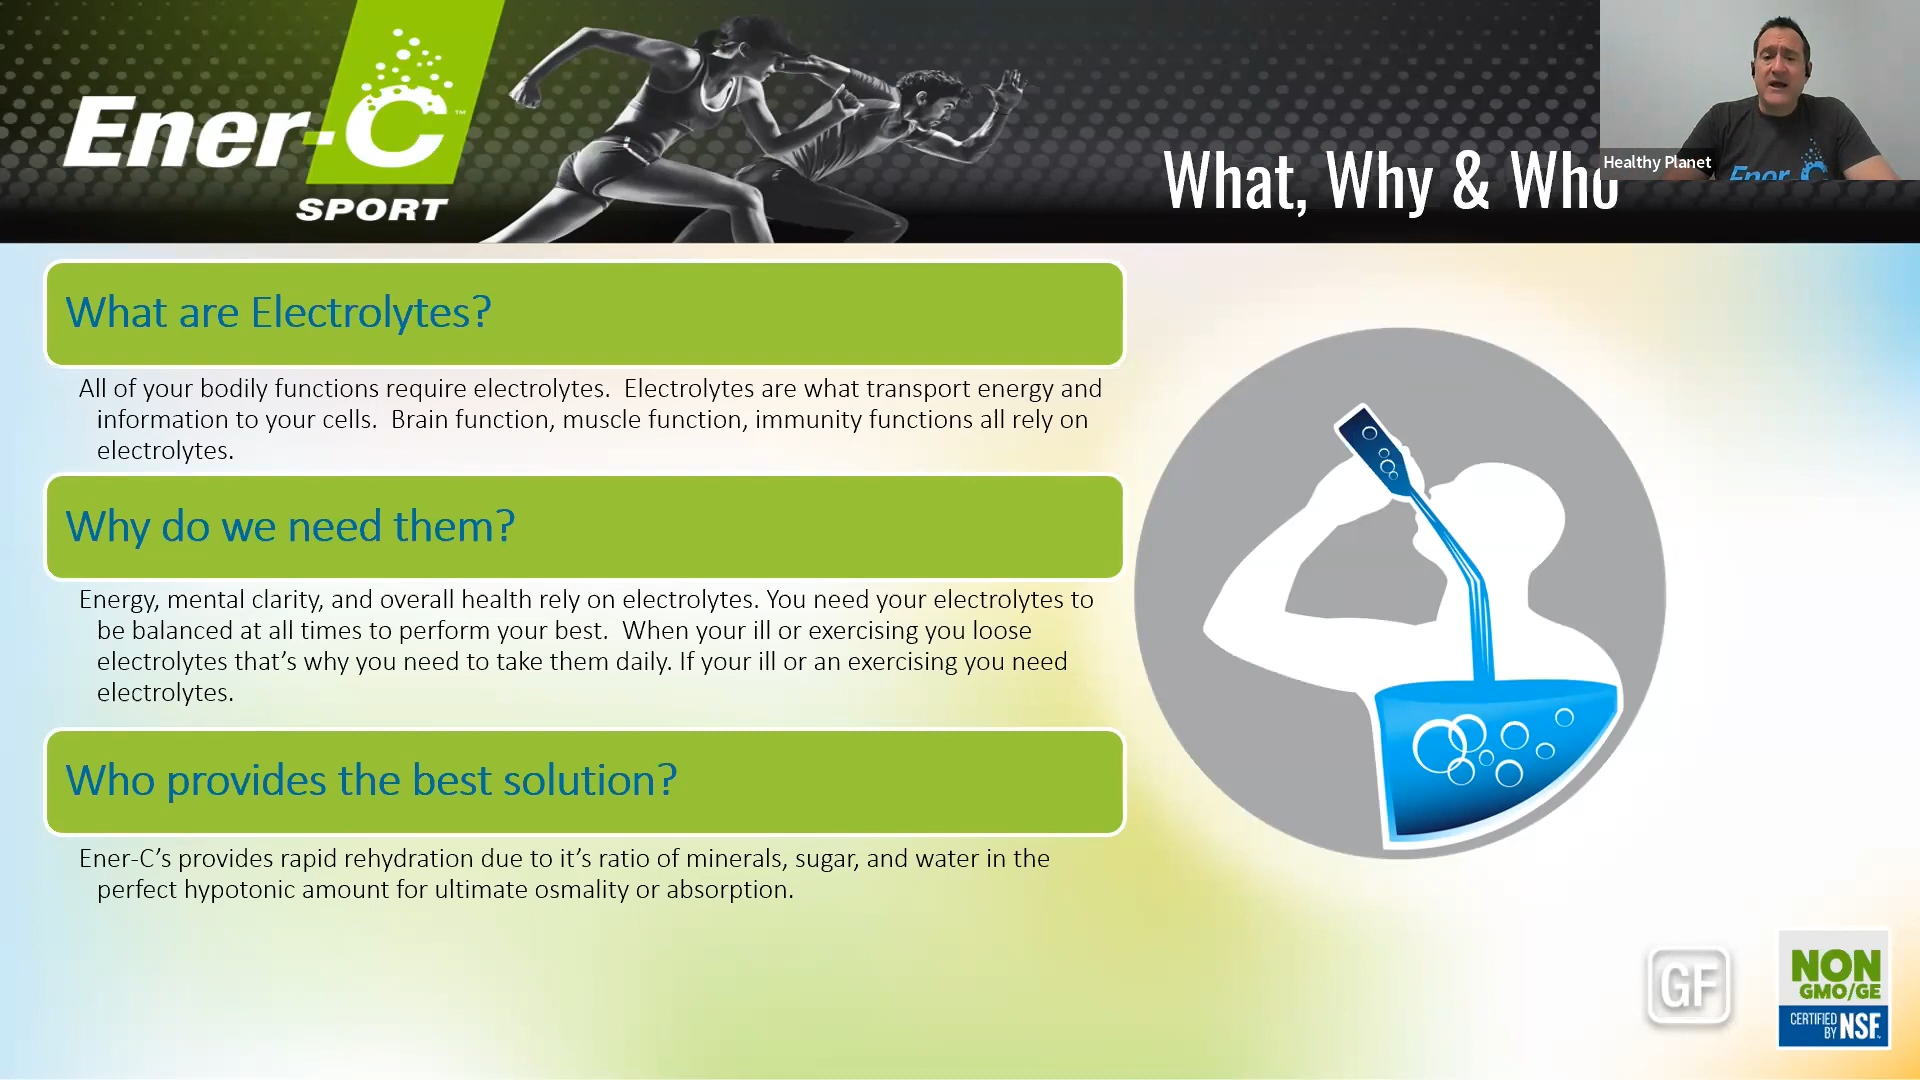 Ener-C™
SPORT
What, Why & Who
Healthy Planet
Ener-C
What are Electrolytes?
All of your bodily functions require electrolytes.  Electrolytes are what transport energy and
information to your cells.  Brain function, muscle function, immunity functions all rely on
electrolytes.
Why do we need them?
Energy, mental clarity, and overall health rely on electrolytes. You need your electrolytes to
be balanced at all times to perform your best.  When your ill or exercising you loose
electrolytes that’s why you need to take them daily. If your ill or an exercising you need
electrolytes.
Who provides the best solution?
Ener-C’s provides rapid rehydration due to it’s ratio of minerals, sugar, and water in the
perfect hypotonic amount for ultimate osmality or absorption.
GF
NON
GMO/GE
CERTIFIED
BY NSF